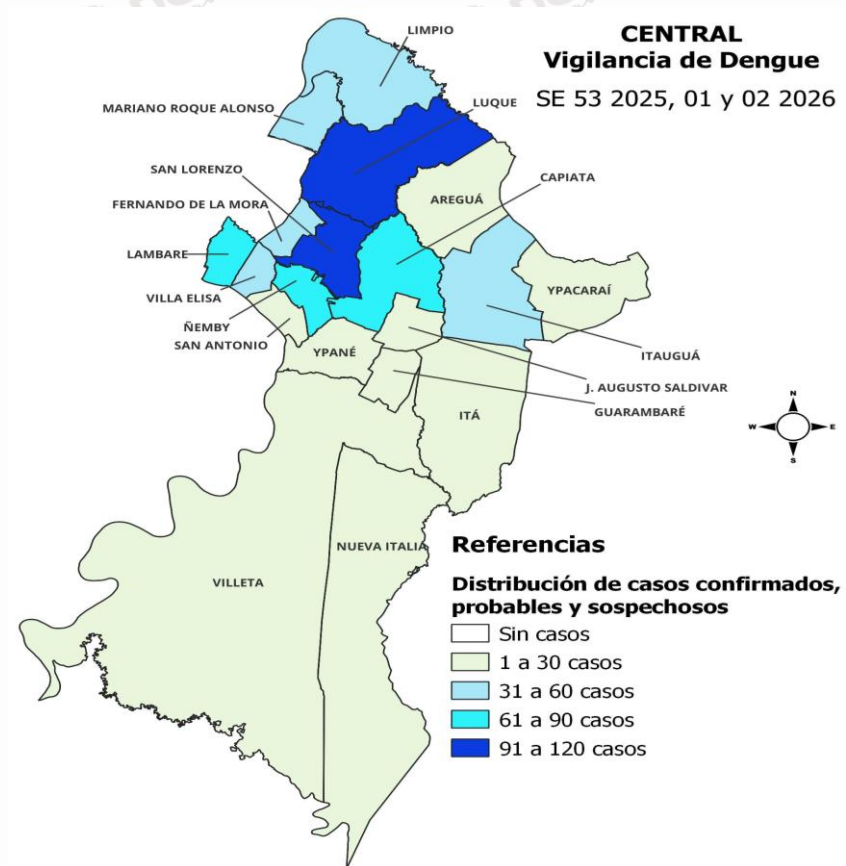 CENTRAL
Vigilancia de Dengue
SE 53 2025, 01 y 02 2026
LIMPIO
MARIANO ROQUE ALONSO
LUQUE
SAN LORENZO
CAPIATA
AREGUÁ
FERNANDO DE LA MORA
LAMBARE
YPACARAÍ
VILLA ELISA
ÑEMBY
SAN ANTONIO
YPANÉ
ITAUGUÁ
J. AUGUSTO SALDIVAR
GUARAMBARÉ
ITÁ
N
W
E
S
NUEVA ITALIA
VILLETA
Referencias
Distribución de casos confirmados,
probables y sospechosos
Sin casos
1 a 30 casos
31 a 60 casos
61 a 90 casos
91 a 120 casos